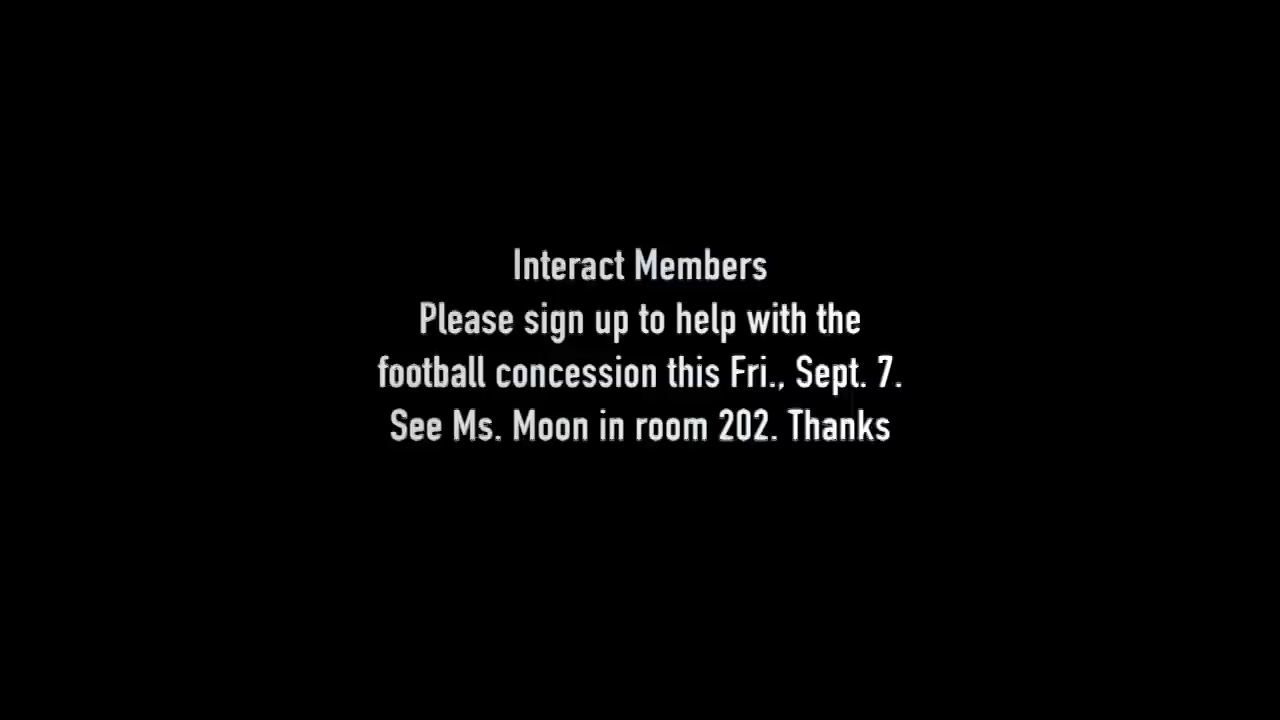 Interact Members
Please sign up to help with the
football concession this Fri., Sept. 7.
See Ms. Moon in room 202. Thanks